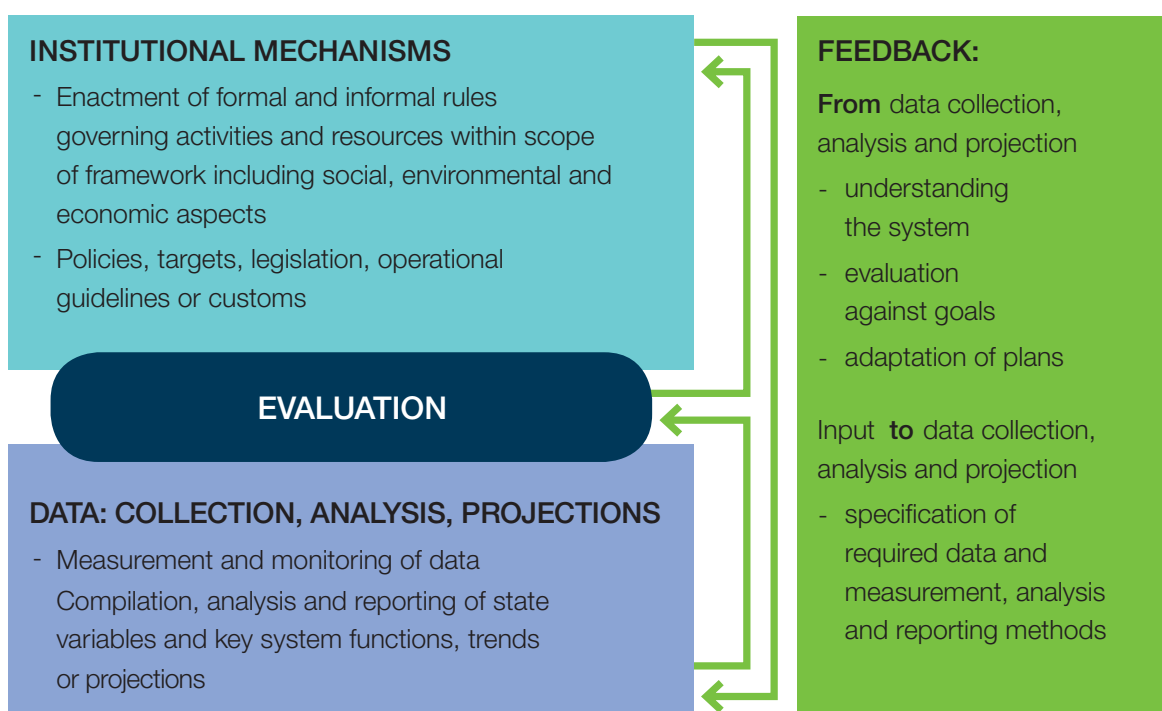 INSTITUTIONAL MECHANISMS
- Enactment of formal and informal rules
governing activities and resources within scope
of framework including social, environmental and
economic aspects
- Policies, targets, legislation, operational
guidelines or customs
EVALUATION
DATA: COLLECTION, ANALYSIS, PROJECTIONS
- Measurement and monitoring of data
Compilation, analysis and reporting of state
variables and key system functions, trends
or projections
FEEDBACK:
From data collection,
analysis and projection
- understanding
the system
- evaluation
against goals
- adaptation of plans
Input to data collection,
analysis and projection
- specification of
required data and
measurement, analysis
and reporting methods